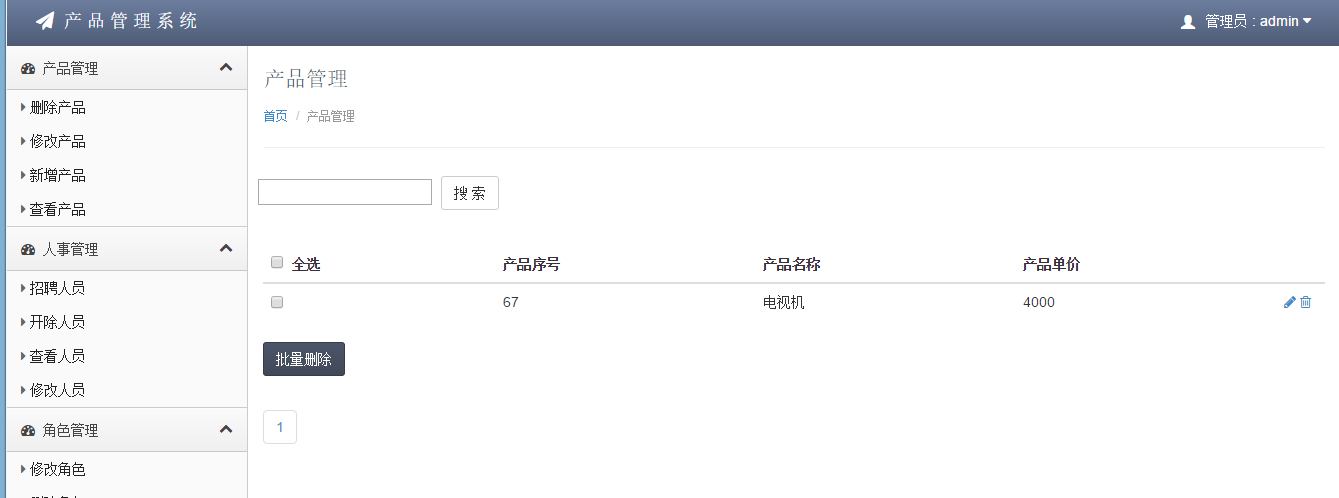 产品管理系统
管理员 : admin
产品管理
删除产品
修改产品
新增产品
查看产品
人事管理
招聘人员
开除人员
查看人员
修改人员
角色管理
修改角色
产品管理
首页 / 产品管理
搜 索
全选 产品序号 产品名称 产品单价
67 电视机 4000
批量删除
1